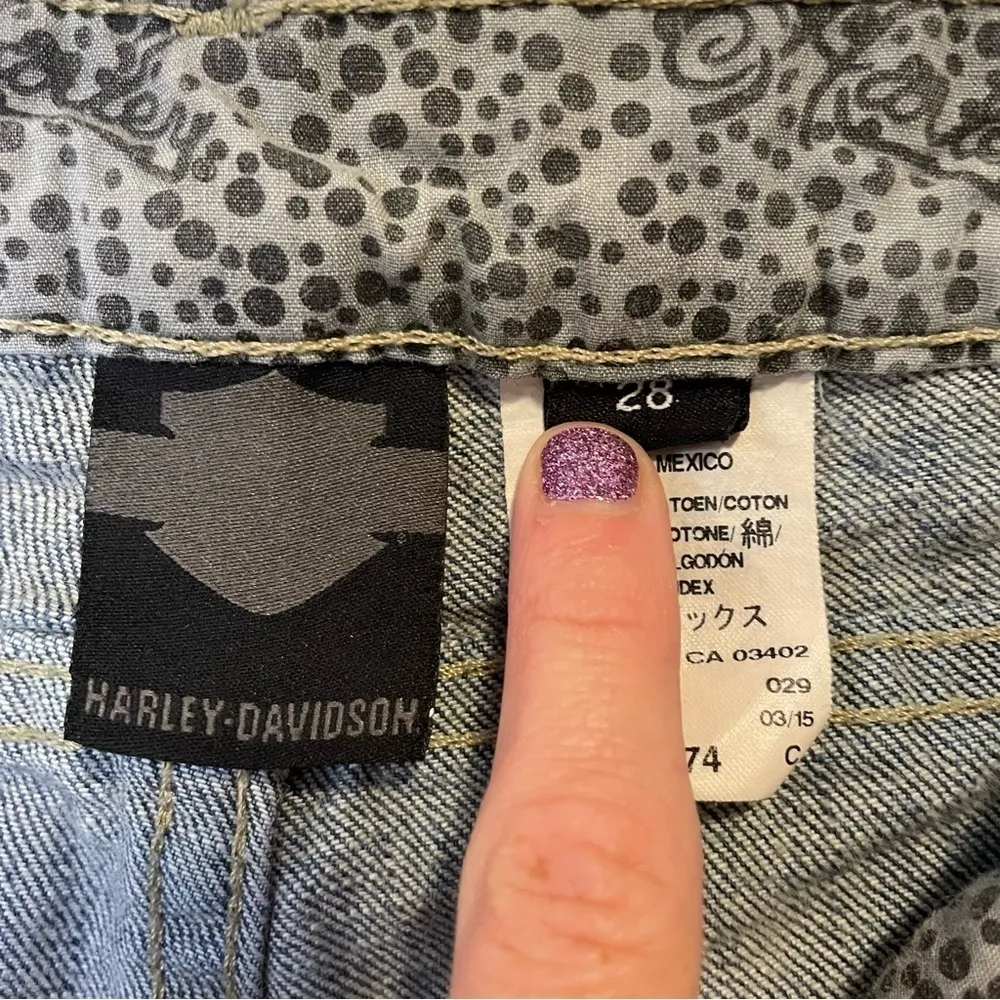 HARLEY-DAVIDSON
28
MEXICO
TOEN/COTON
OTONE/綿/
LGODÓN
DEX
ックス
CA 03402
029
03/15
74 C